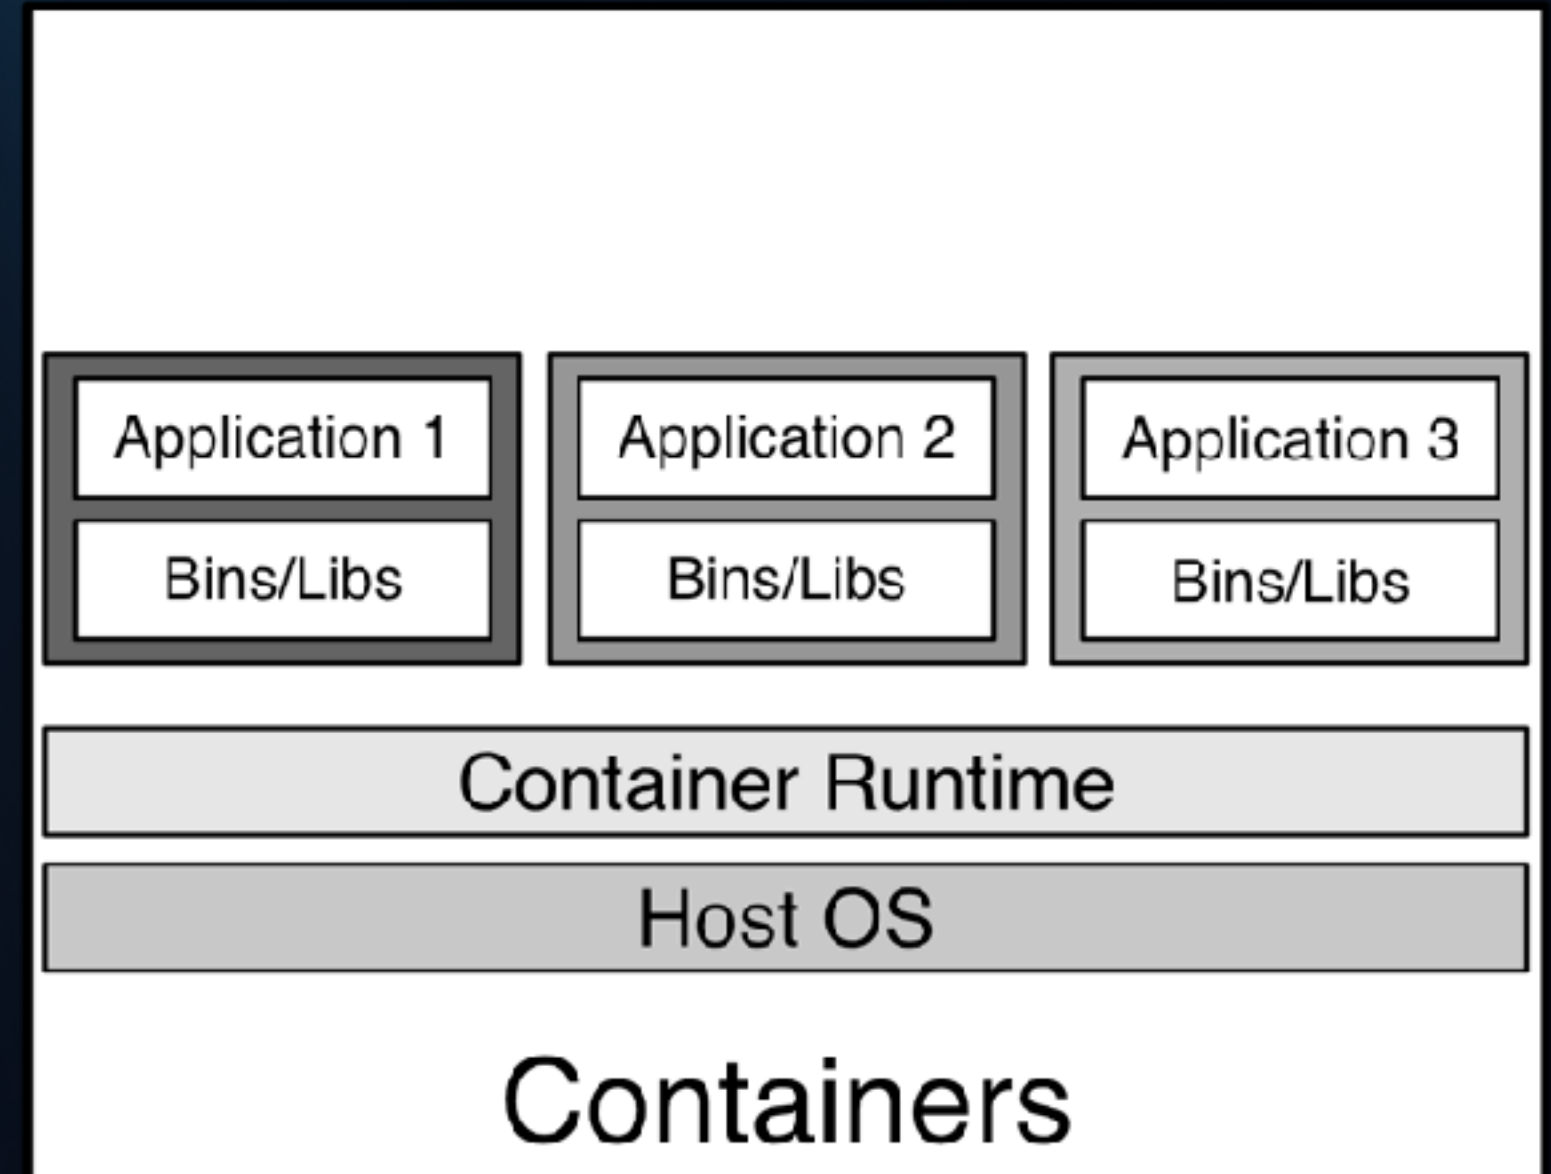 Application 1
Application 2
Application 3
Bins/Libs
Bins/Libs
Bins/Libs
Container Runtime
Host OS
Containers